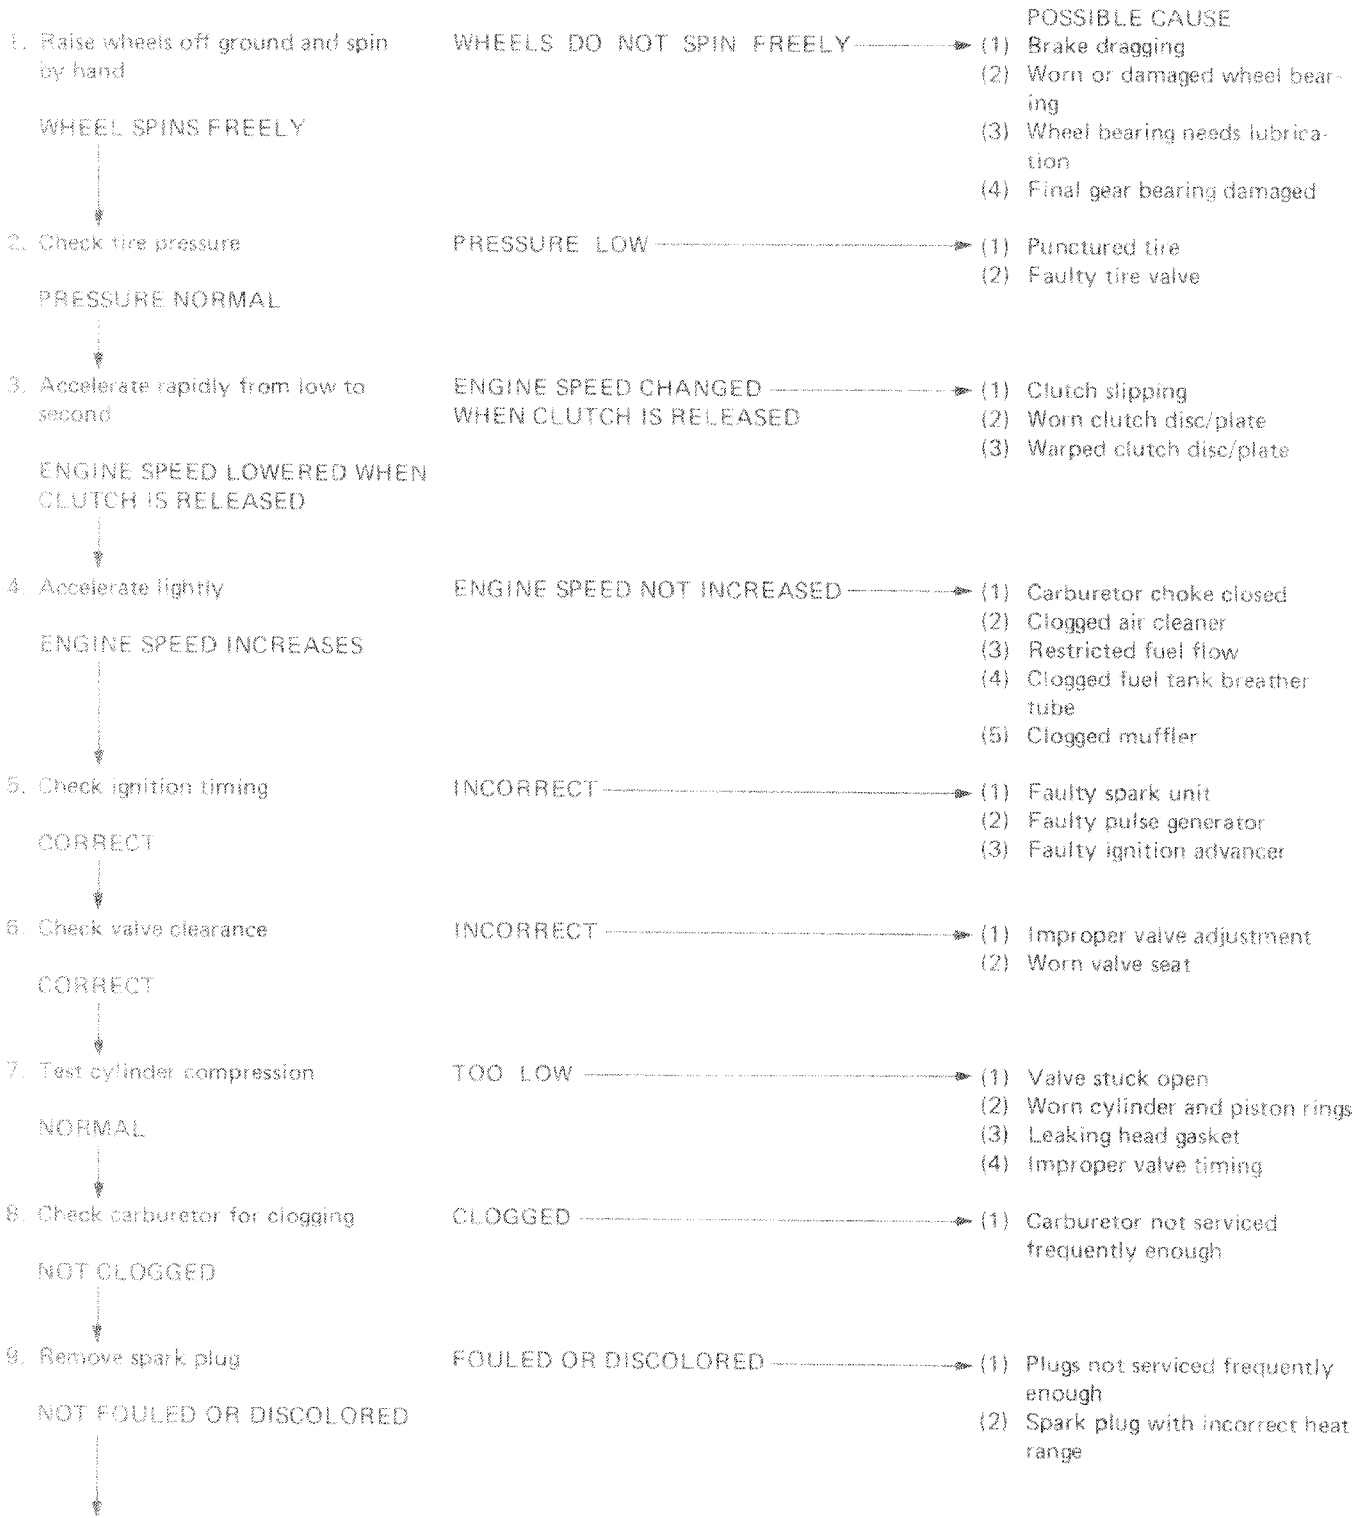 POSSIBLE CAUSE
1. Raise wheels off ground and spin
by hand
WHEEL SPINS FREELY
WHEELS DO NOT SPIN FREELY
(1) Brake dragging
(2) Worn or damaged wheel bear-
ing
(3) Wheel bearing needs lubrica-
tion
(4) Final gear bearing damaged
2. Check tire pressure
PRESSURE NORMAL
PRESSURE LOW
(1) Punctured tire
(2) Faulty tire valve
3. Accelerate rapidly from low to
second
ENGINE SPEED LOWERED WHEN
CLUTCH IS RELEASED
ENGINE SPEED CHANGED
WHEN CLUTCH IS RELEASED
(1) Clutch slipping
(2) Worn clutch disc/plate
(3) Warped clutch disc/plate
4. Accelerate lightly
ENGINE SPEED INCREASES
ENGINE SPEED NOT INCREASED
(1) Carburetor choke closed
(2) Clogged air cleaner
(3) Restricted fuel flow
(4) Clogged fuel tank breather
tube
(5) Clogged muffler
5. Check ignition timing
CORRECT
INCORRECT
(1) Faulty spark unit
(2) Faulty pulse generator
(3) Faulty ignition advancer
6. Check valve clearance
CORRECT
INCORRECT
(1) Improper valve adjustment
(2) Worn valve seat
7. Test cylinder compression
NORMAL
TOO LOW
(1) Valve stuck open
(2) Worn cylinder and piston rings
(3) Leaking head gasket
(4) Improper valve timing
8. Check carburetor for clogging
NOT CLOGGED
CLOGGED
(1) Carburetor not serviced
frequently enough
9. Remove spark plug
NOT FOULED OR DISCOLORED
FOULED OR DISCOLORED
(1) Plugs not serviced frequently
enough
(2) Spark plug with incorrect heat
range